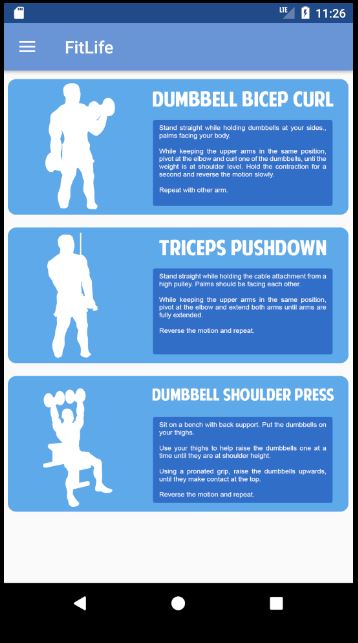 LTE 11:26
FitLife
DUMBBELL BICEP CURL
Stand straight while holding dumbbells at your sides.,
palms facing your body.
While keeping the upper arms in the same position,
pivot at the elbow and curl one of the dumbbells, until the
weight is at shoulder level. Hold the contraction for a
second and reverse the motion slowly.
Repeat with other arm.
TRICEPS PUSHDOWN
Stand straight while holding the cable attachment from a
high pulley. Palms should be facing each other.
While keeping the upper arms in the same position,
pivot at the elbow and extend both arms until arms are
fully extended.
Reverse the motion and repeat.
DUMBBELL SHOULDER PRESS
Sit on a bench with back support. Put the dumbbells on
your thighs.
Use your thighs to help raise the dumbbells one at a
time until they are at shoulder height.
Using a pronated grip, raise the dumbbells upwards,
until they make contact at the top.
Reverse the motion and repeat.